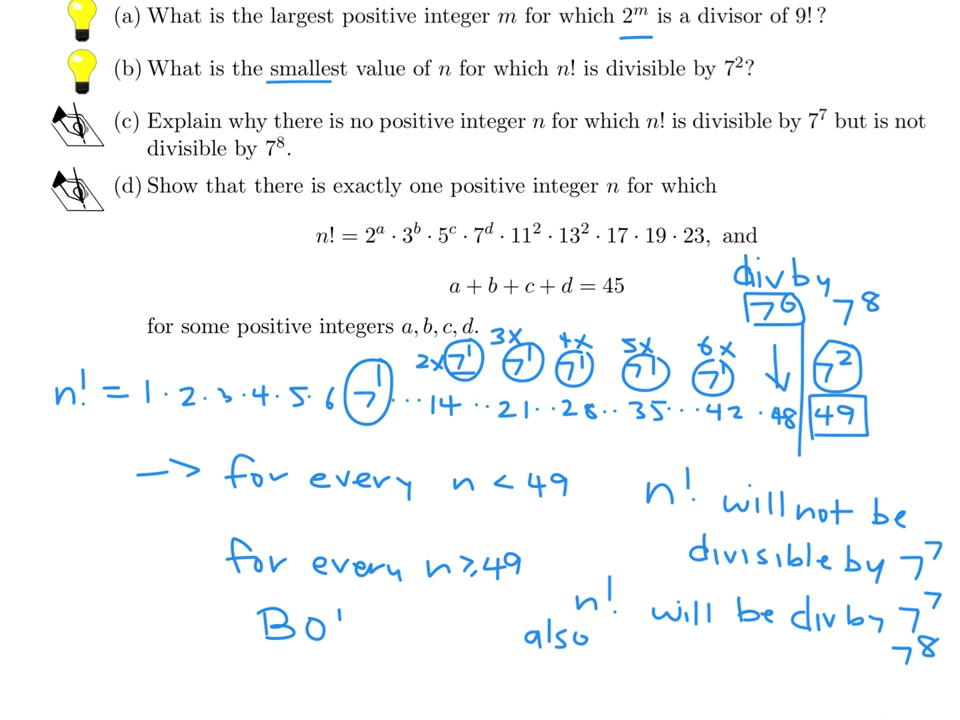 (a) What is the largest positive integer m for which 2^m is a divisor of 9! ?
(b) What is the smallest value of n for which n! is divisible by 7^2?
(c) Explain why there is no positive integer n for which n! is divisible by 7^7 but is not
divisible by 7^8.
(d) Show that there is exactly one positive integer n for which
n! = 2^a · 3^b · 5^c · 7^d · 11^2 · 13^2 · 17 · 19 · 23, and
a + b + c + d = 45
for some positive integers a, b, c, d.
div by
7^6 7^8
2x 7^1 3x 7^1 4x 7^1 5x 7^1 6x 7^1 ↓ 7^2
n! = 1 · 2 · 3 · 4 · 5 · 6 7^1 ... 14 .. 21 .. 28 .. 35 ... 42 . 48 49
—> for every n < 49 n! will not be
divisible by 7^7
for every n ≥ 49 n! will be div by 7^7
also 7^8
BO'